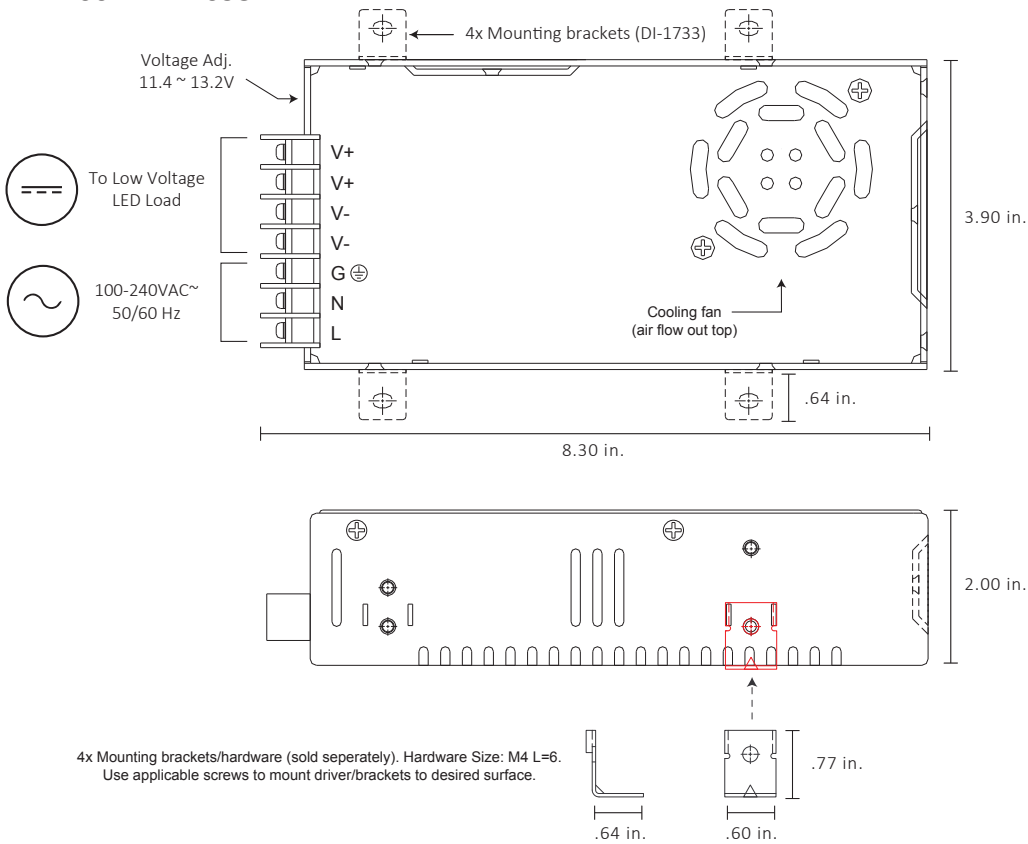 4x Mounting brackets (DI-1733)
Voltage Adj.
11.4 ~ 13.2V
V+
V+
V-
V-
G
N
L
To Low Voltage
LED Load
100-240VAC~
50/60 Hz
Cooling fan
(air flow out top)
3.90 in.
.64 in.
8.30 in.
2.00 in.
4x Mounting brackets/hardware (sold seperately). Hardware Size: M4 L=6.
Use applicable screws to mount driver/brackets to desired surface.
.77 in.
.64 in.
.60 in.